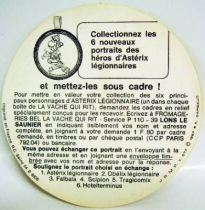 Collectionnez les
6 nouveaux
portraits des
héros d'Astérix
légionnaires
et mettez-les sous cadre !
Pour mettre en valeur votre collection des six princi-
paux personnages d'ASTERIX LEGIONNAIRE (un dans chaque
boîte de LA VACHE QUI RIT), demandez les cadres en relief
spécialement conçus pour les recevoir. Ecrivez à FROMAGE-
RIES BEL LA VACHE QUI RIT - Service P 110 - 39 LONS LE
SAUNIER en indiquant lisiblement vos nom et adresse
complète, en joignant votre règlement 1 F 90 par cadre
demandé, en timbres ou par chèques postal (CCP PARIS
792.04) ou bancaire.
Vous pouvez échanger ce portrait en l'envoyant à la
même adresse. Joignez-y une enveloppe tim-
brée avec vos nom et adresse pour la réponse.
Soulignez le portrait choisi en échange :
1. Astérix légionnaire 2. Obélix légionnaire
3. Falbala 4. Scipion 5. Tragicomix
6. Hotelterminus